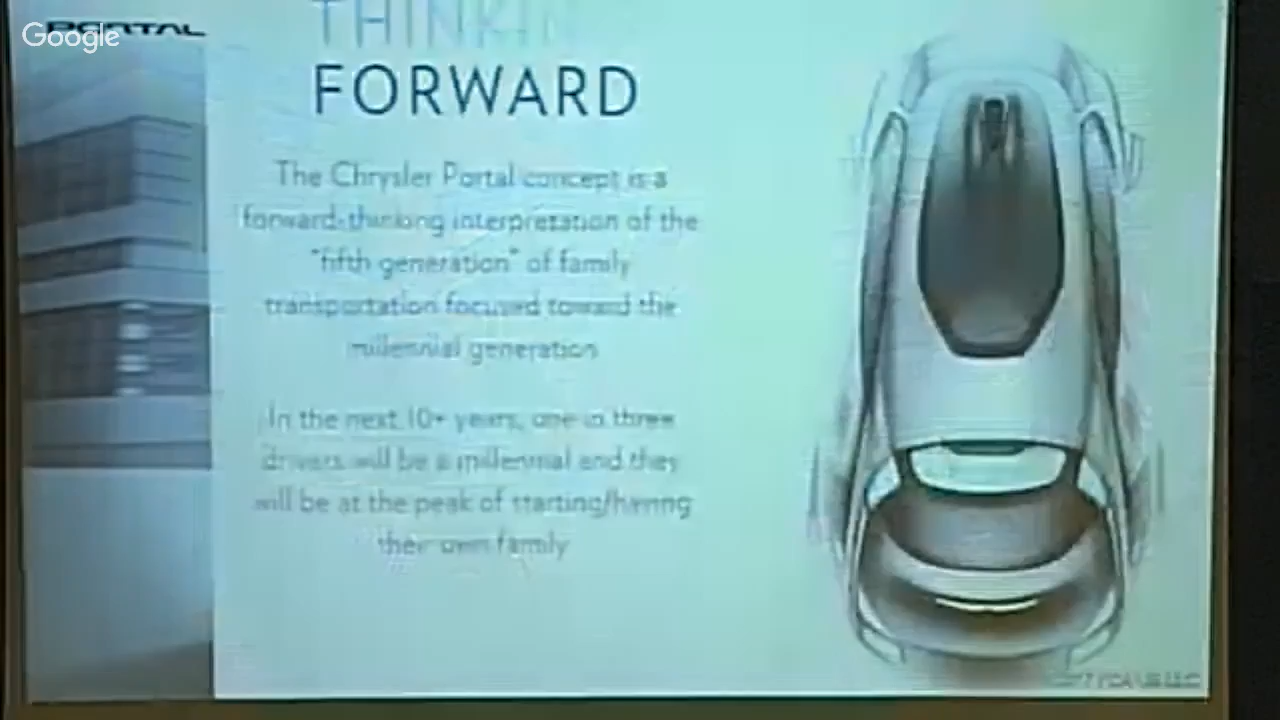 Google
PORTAL
THINKIN
FORWARD
The Chrysler Portal concept is a
forward-thinking interpretation of the
"fifth generation" of family
transportation focused toward the
millennial generation
In the next 10+ years, one in three
drivers will be a millennial and they
will be at the peak of starting/having
their own family